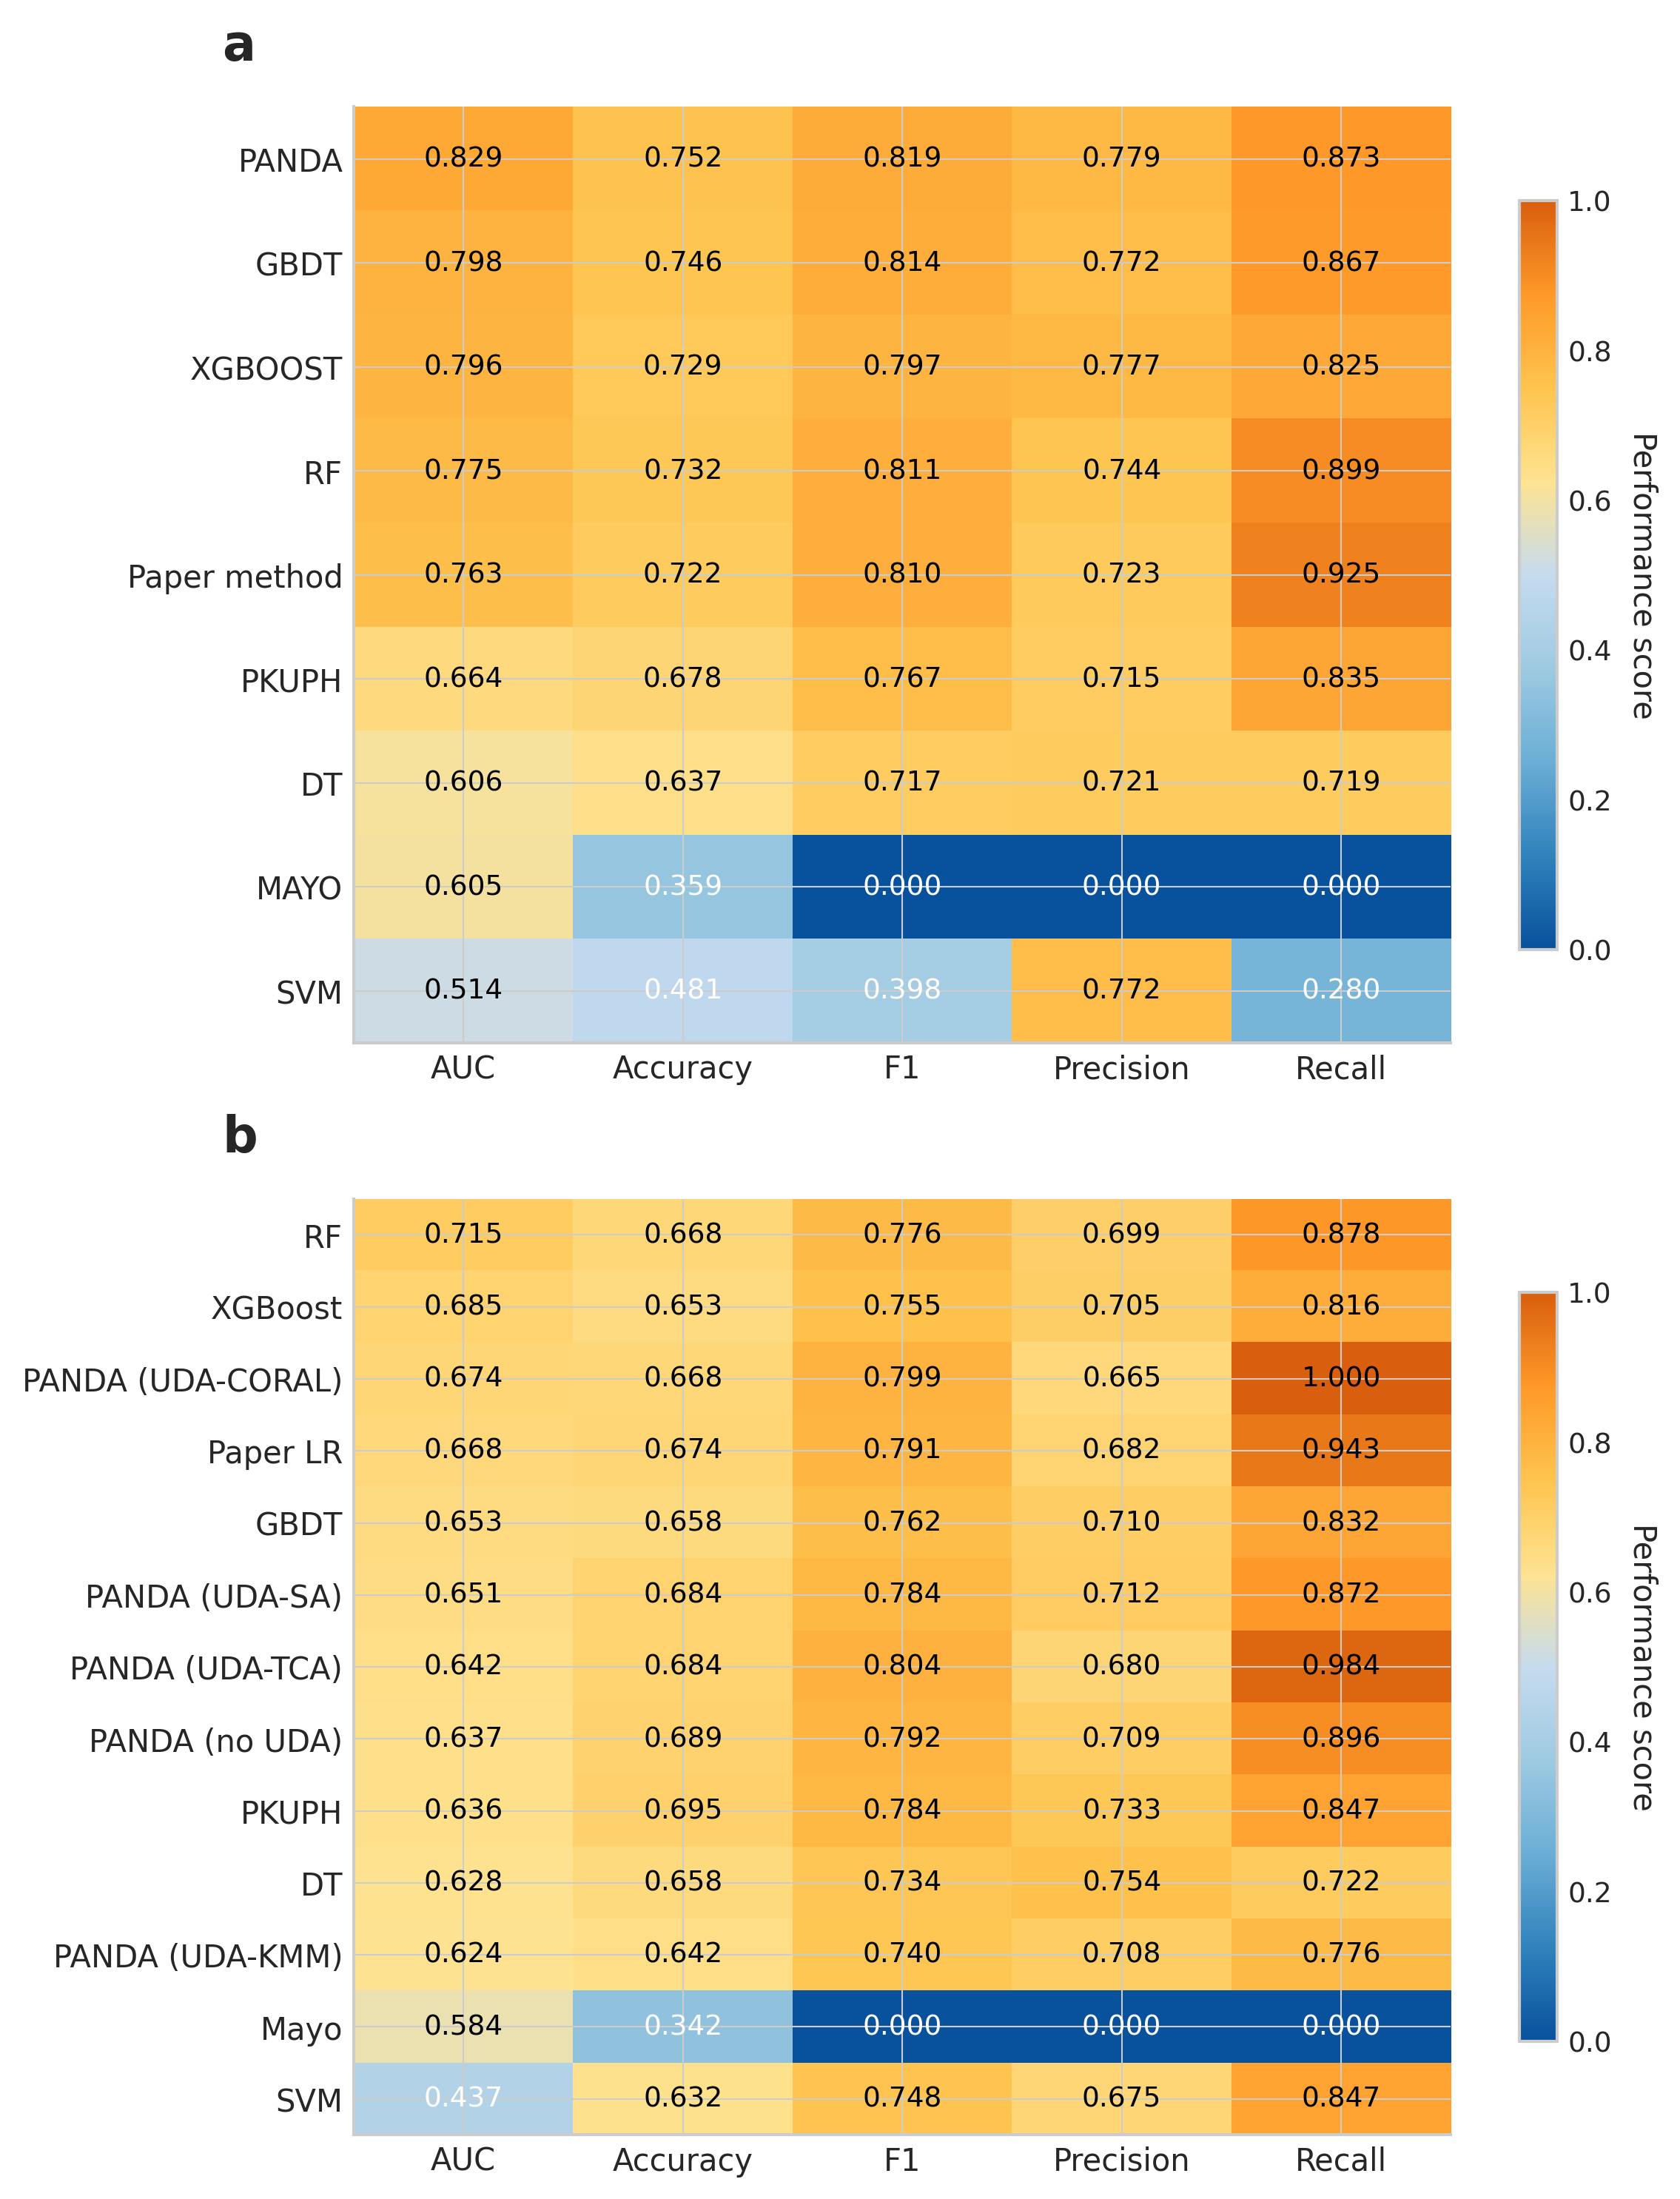 a
PANDA 0.829 0.752 0.819 0.779 0.873
GBDT 0.798 0.746 0.814 0.772 0.867
XGBOOST 0.796 0.729 0.797 0.777 0.825
RF 0.775 0.732 0.811 0.744 0.899
Paper method 0.763 0.722 0.810 0.723 0.925
PKUPH 0.664 0.678 0.767 0.715 0.835
DT 0.606 0.637 0.717 0.721 0.719
MAYO 0.605 0.359 0.000 0.000 0.000
SVM 0.514 0.481 0.398 0.772 0.280
AUC Accuracy F1 Precision Recall
1.0
0.8
0.6
0.4
0.2
0.0
Performance score
b
RF 0.715 0.668 0.776 0.699 0.878
XGBoost 0.685 0.653 0.755 0.705 0.816
PANDA (UDA-CORAL) 0.674 0.668 0.799 0.665 1.000
Paper LR 0.668 0.674 0.791 0.682 0.943
GBDT 0.653 0.658 0.762 0.710 0.832
PANDA (UDA-SA) 0.651 0.684 0.784 0.712 0.872
PANDA (UDA-TCA) 0.642 0.684 0.804 0.680 0.984
PANDA (no UDA) 0.637 0.689 0.792 0.709 0.896
PKUPH 0.636 0.695 0.784 0.733 0.847
DT 0.628 0.658 0.734 0.754 0.722
PANDA (UDA-KMM) 0.624 0.642 0.740 0.708 0.776
Mayo 0.584 0.342 0.000 0.000 0.000
SVM 0.437 0.632 0.748 0.675 0.847
AUC Accuracy F1 Precision Recall
1.0
0.8
0.6
0.4
0.2
0.0
Performance score